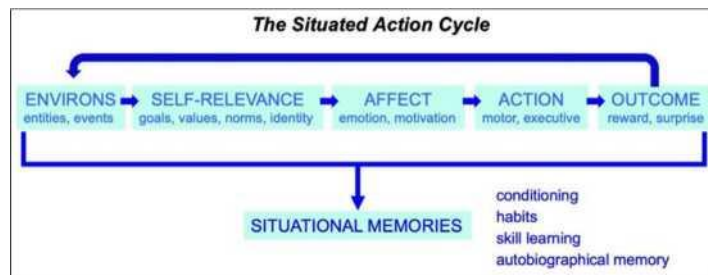 The Situated Action Cycle
ENVIRONS
entities, events
SELF-RELEVANCE
goals, values, norms, identity
AFFECT
emotion, motivation
ACTION
motor, executive
OUTCOME
reward, surprise
SITUATIONAL MEMORIES
conditioning
habits
skill learning
autobiographical memory